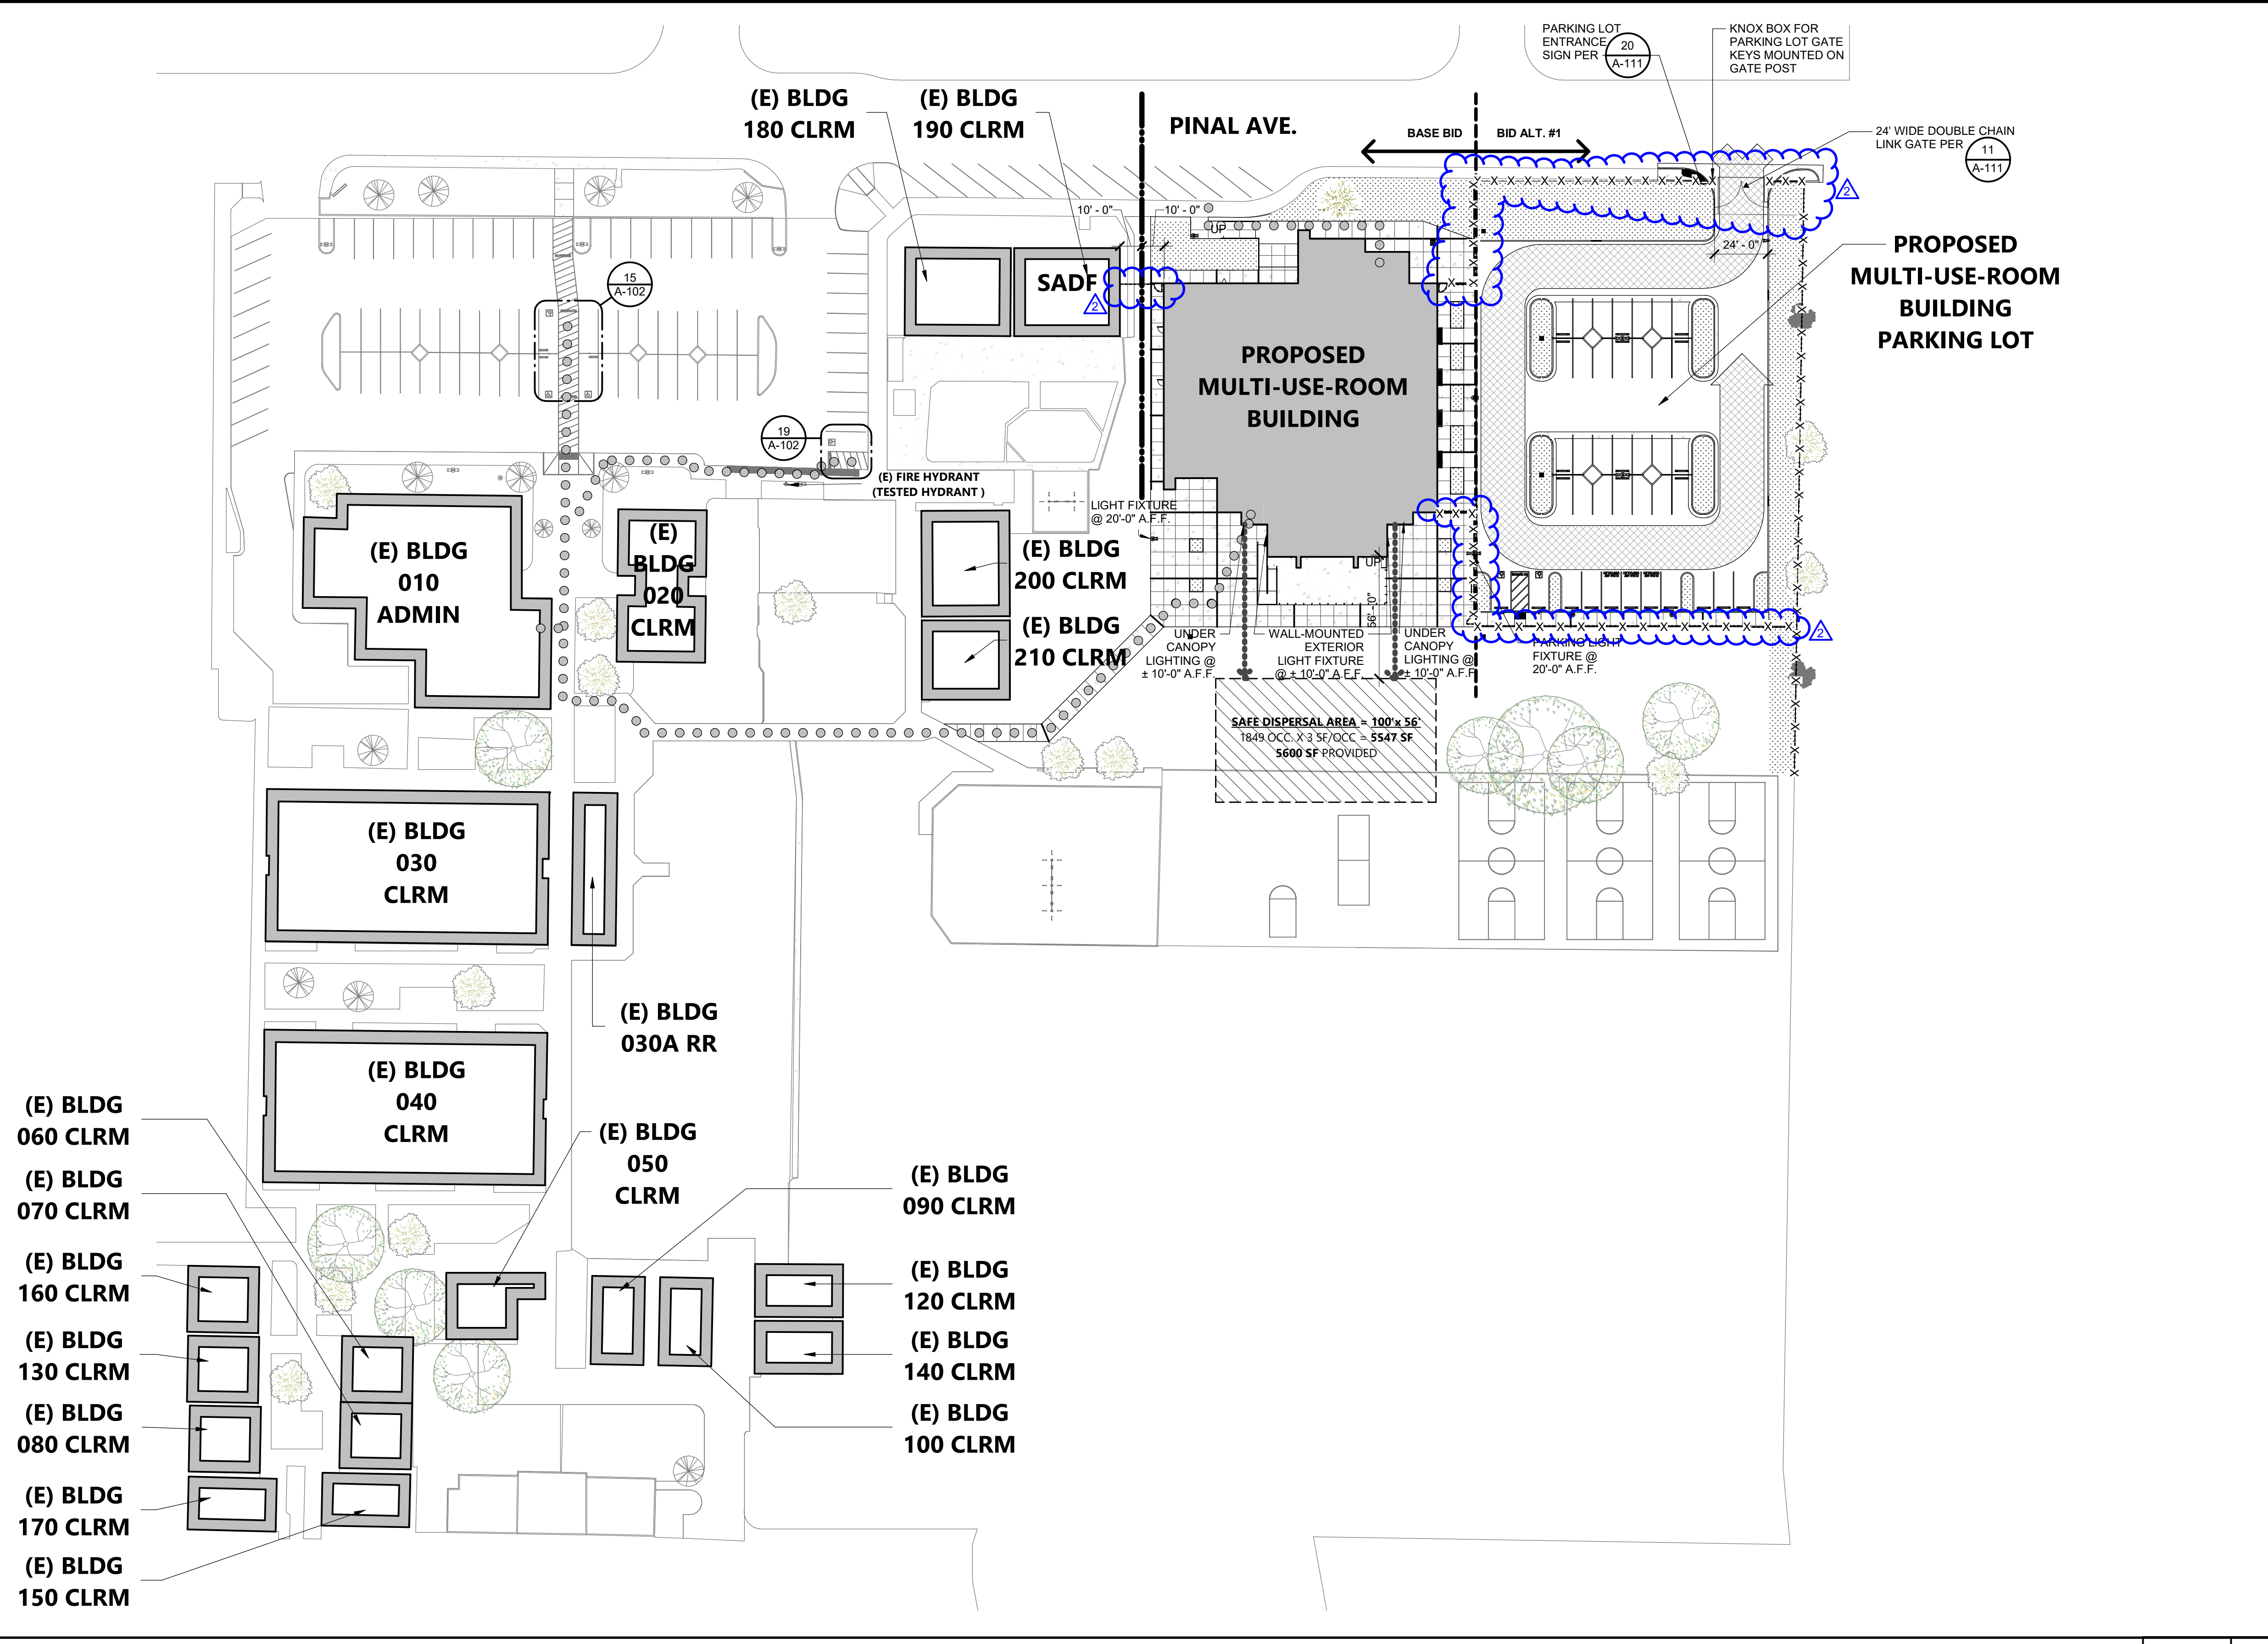 PARKING LOT
ENTRANCE
SIGN PER
20
A-111
KNOX BOX FOR
PARKING LOT GATE
KEYS MOUNTED ON
GATE POST
(E) BLDG
180 CLRM
(E) BLDG
190 CLRM
PINAL AVE.
BASE BID
BID ALT. #1
24' WIDE DOUBLE CHAIN
LINK GATE PER
11
A-111
2
10' - 0"
10' - 0"
UP
24' - 0"
PROPOSED
MULTI-USE-ROOM
BUILDING
PARKING LOT
15
A-102
SADF
2
PROPOSED
MULTI-USE-ROOM
BUILDING
19
A-102
(E) FIRE HYDRANT
(TESTED HYDRANT )
LIGHT FIXTURE
@ 20'-0" A.F.F.
(E) BLDG
010
ADMIN
(E)
BLDG
020
CLRM
(E) BLDG
200 CLRM
(E) BLDG
210 CLRM
UP
56' - 0"
UNDER
CANOPY
LIGHTING @
± 10'-0" A.F.F.
WALL-MOUNTED
EXTERIOR
LIGHT FIXTURE
@ ± 10'-0" A.F.F.
UNDER
CANOPY
LIGHTING @
± 10'-0" A.F.F.
PARKING LIGHT
FIXTURE @
20'-0" A.F.F.
2
SAFE DISPERSAL AREA = 100'x 56'
1849 OCC. X 3 SF/OCC = 5547 SF
5600 SF PROVIDED
(E) BLDG
030
CLRM
(E) BLDG
030A RR
(E) BLDG
040
CLRM
(E) BLDG
060 CLRM
(E) BLDG
050
CLRM
(E) BLDG
070 CLRM
(E) BLDG
090 CLRM
(E) BLDG
160 CLRM
(E) BLDG
120 CLRM
(E) BLDG
130 CLRM
(E) BLDG
140 CLRM
(E) BLDG
080 CLRM
(E) BLDG
100 CLRM
(E) BLDG
170 CLRM
(E) BLDG
150 CLRM